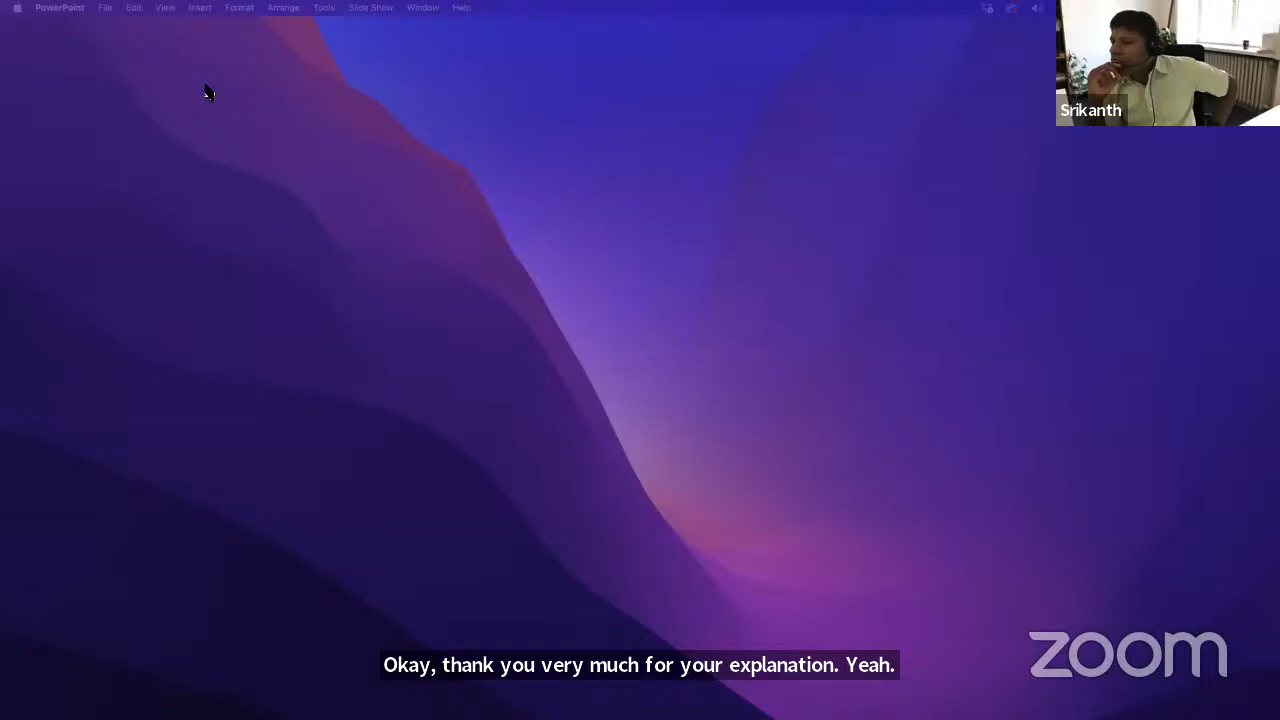 PowerPoint File Edit View Insert Format Arrange Tools Slide Show Window Help
Srikanth
Okay, thank you very much for your explanation. Yeah.
zoom